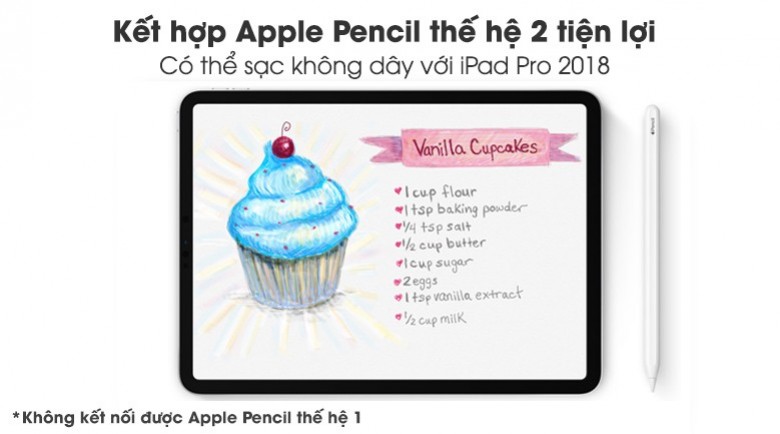 Kết hợp Apple Pencil thế hệ 2 tiện lợi
Có thể sạc không dây với iPad Pro 2018
Vanilla Cupcakes
1 cup flour
1 tsp baking powder
1/4 tsp salt
1/2 cup butter
1 cup sugar
2 eggs
1 tsp vanilla extract
1/2 cup milk
Pencil
*Không kết nối được Apple Pencil thế hệ 1